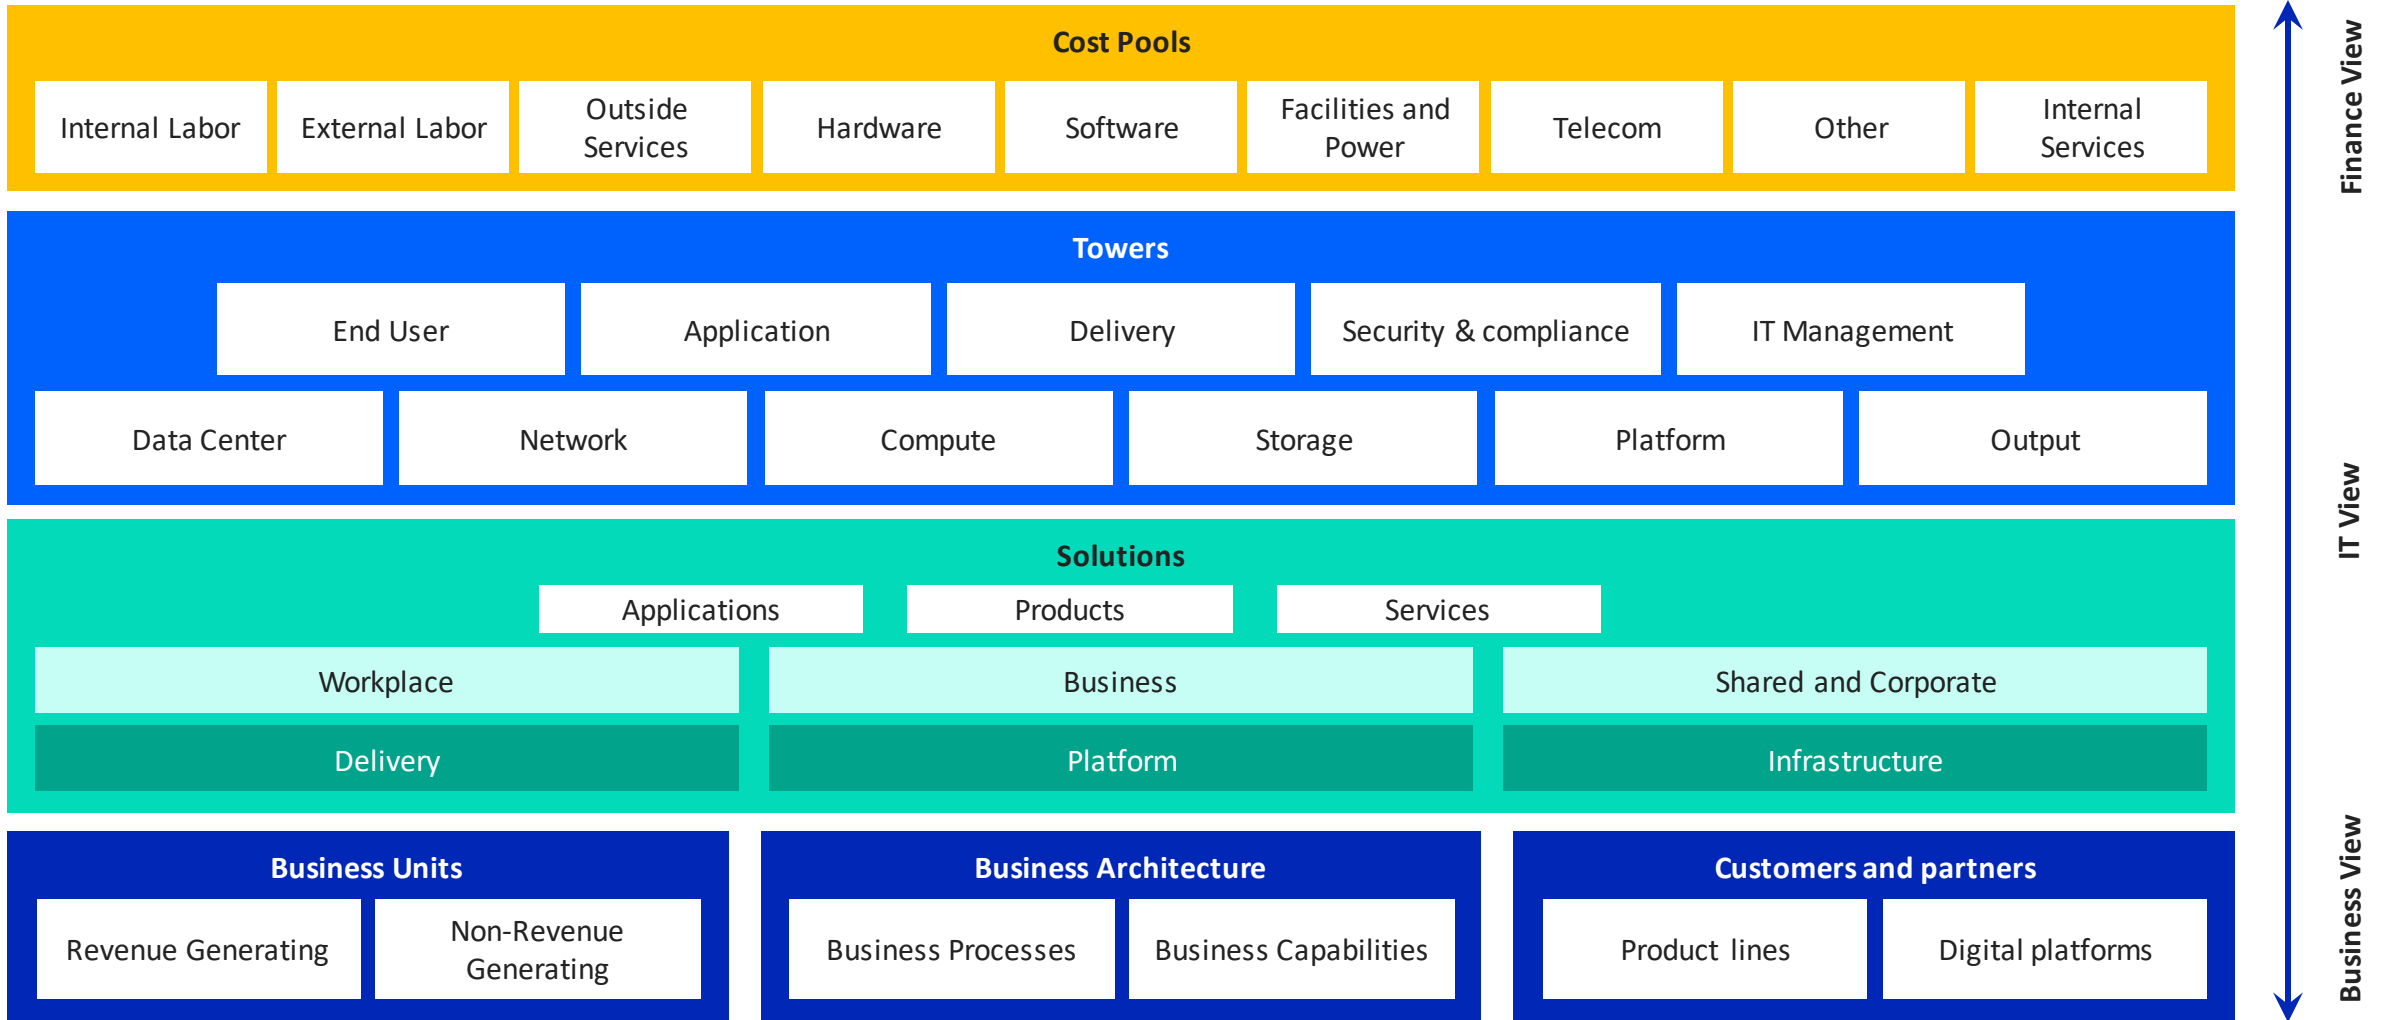 Cost Pools
Internal Labor
External Labor
Outside
Services
Hardware
Software
Facilities and
Power
Telecom
Other
Internal
Services
Towers
End User
Application
Delivery
Security & compliance
IT Management
Data Center
Network
Compute
Storage
Platform
Output
Solutions
Applications
Products
Services
Workplace
Business
Shared and Corporate
Delivery
Platform
Infrastructure
Business Units
Revenue Generating
Non-Revenue
Generating
Business Architecture
Business Processes
Business Capabilities
Customers and partners
Product lines
Digital platforms
Finance View
IT View
Business View